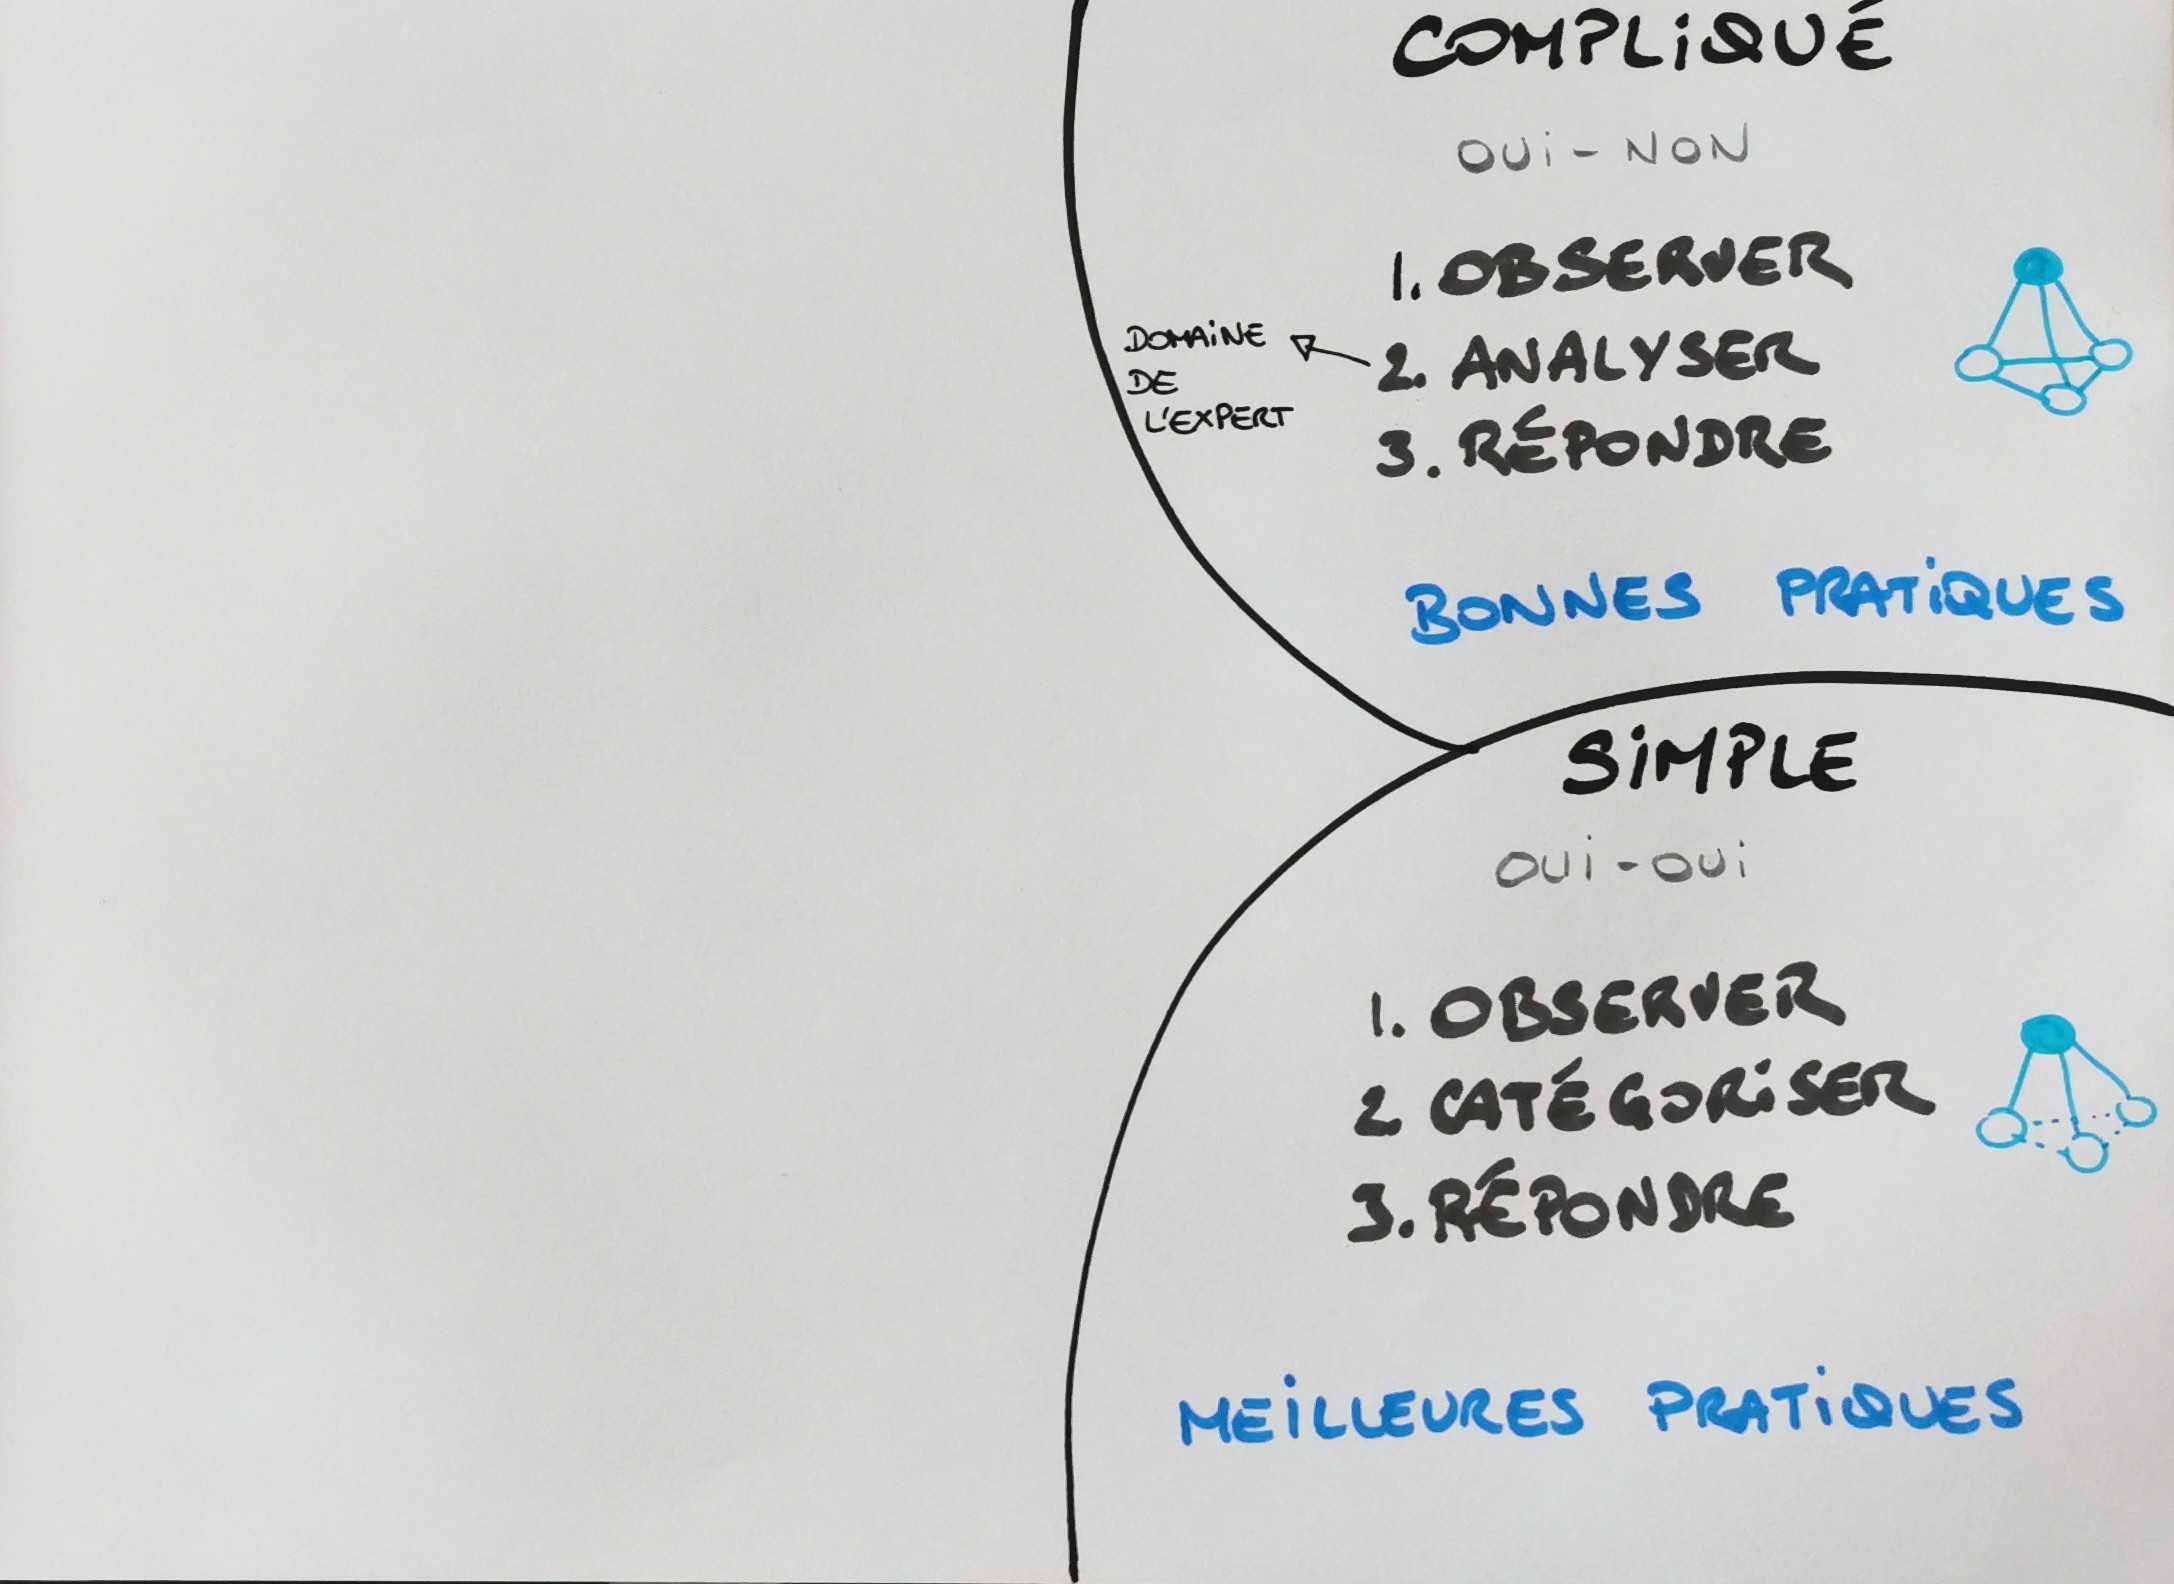 COMPLIQUÉ
OUI - NON
1. OBSERVER
2. ANALYSER
3. RÉPONDRE
DOMAINE
DE
L'EXPERT
BONNES PRATIQUES
SIMPLE
OUI - OUI
1. OBSERVER
2. CATÉGORISER
3. RÉPONDRE
MEILLEURES PRATIQUES